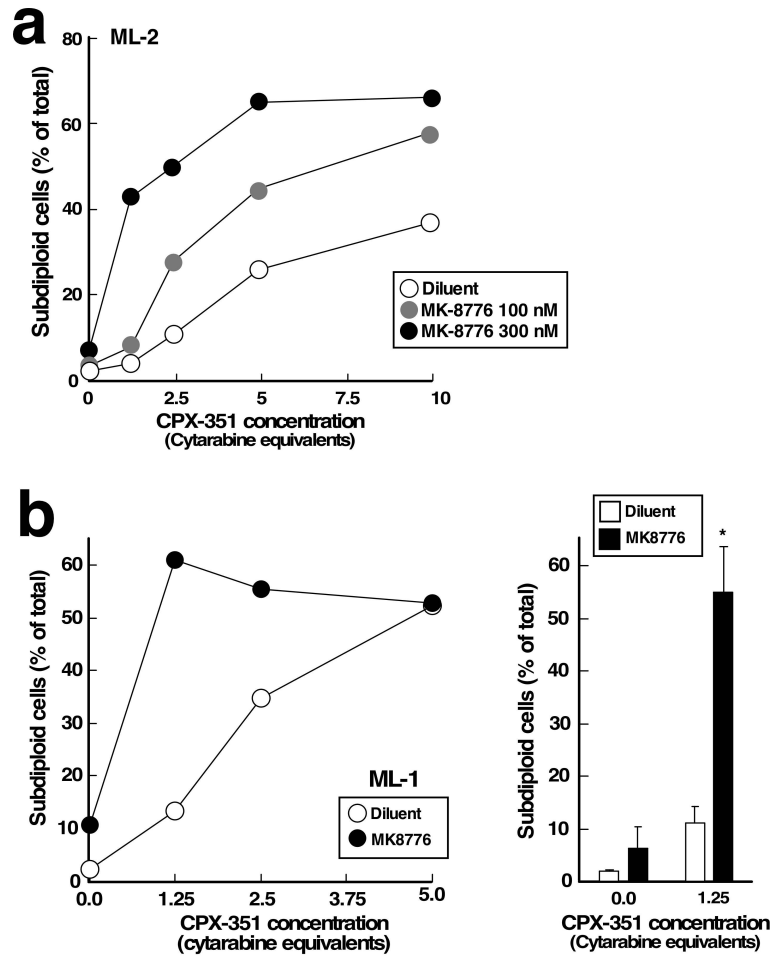 a
ML-2
Subdiploid cells (% of total)
80
60
40
20
0
0 2.5 5 7.5 10
CPX-351 concentration
(Cytarabine equivalents)
Diluent
MK-8776 100 nM
MK-8776 300 nM
b
Subdiploid cells (% of total)
60
50
40
30
20
10
0
0.0 1.25 2.5 3.75 5.0
CPX-351 concentration
(cytarabine equivalents)
ML-1
Diluent
MK8776
Diluent
MK8776
*
Subdiploid cells (% of total)
60
50
40
30
20
10
0
0.0 1.25
CPX-351 concentration
(Cytarabine equivalents)